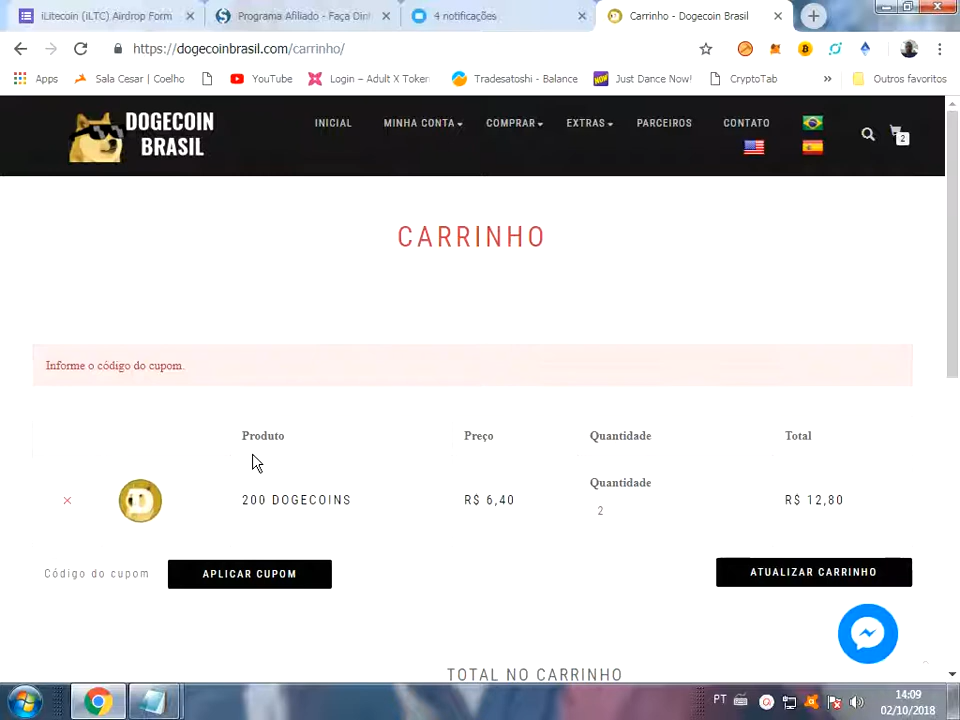 iLitecoin (iLTC) Airdrop Form
Programa Afiliado - Faça Din
4 notificações
Carrinho - Dogecoin Brasil
https://dogecoinbrasil.com/carrinho/
Apps
Sala Cesar | Coelho
YouTube
Login – Adult X Token
Tradesatoshi - Balance
NOW
Just Dance Now!
CryptoTab
»
Outros favoritos
DOGECOIN
BRASIL
INICIAL
MINHA CONTA
COMPRAR
EXTRAS
PARCEIROS
CONTATO
2
CARRINHO
Informe o código do cupom.
Produto
Preço
Quantidade
Total
200 DOGECOINS
R$ 6,40
Quantidade
2
R$ 12,80
Código do cupom
APLICAR CUPOM
ATUALIZAR CARRINHO
TOTAL NO CARRINHO
PT
14:09
02/10/2018